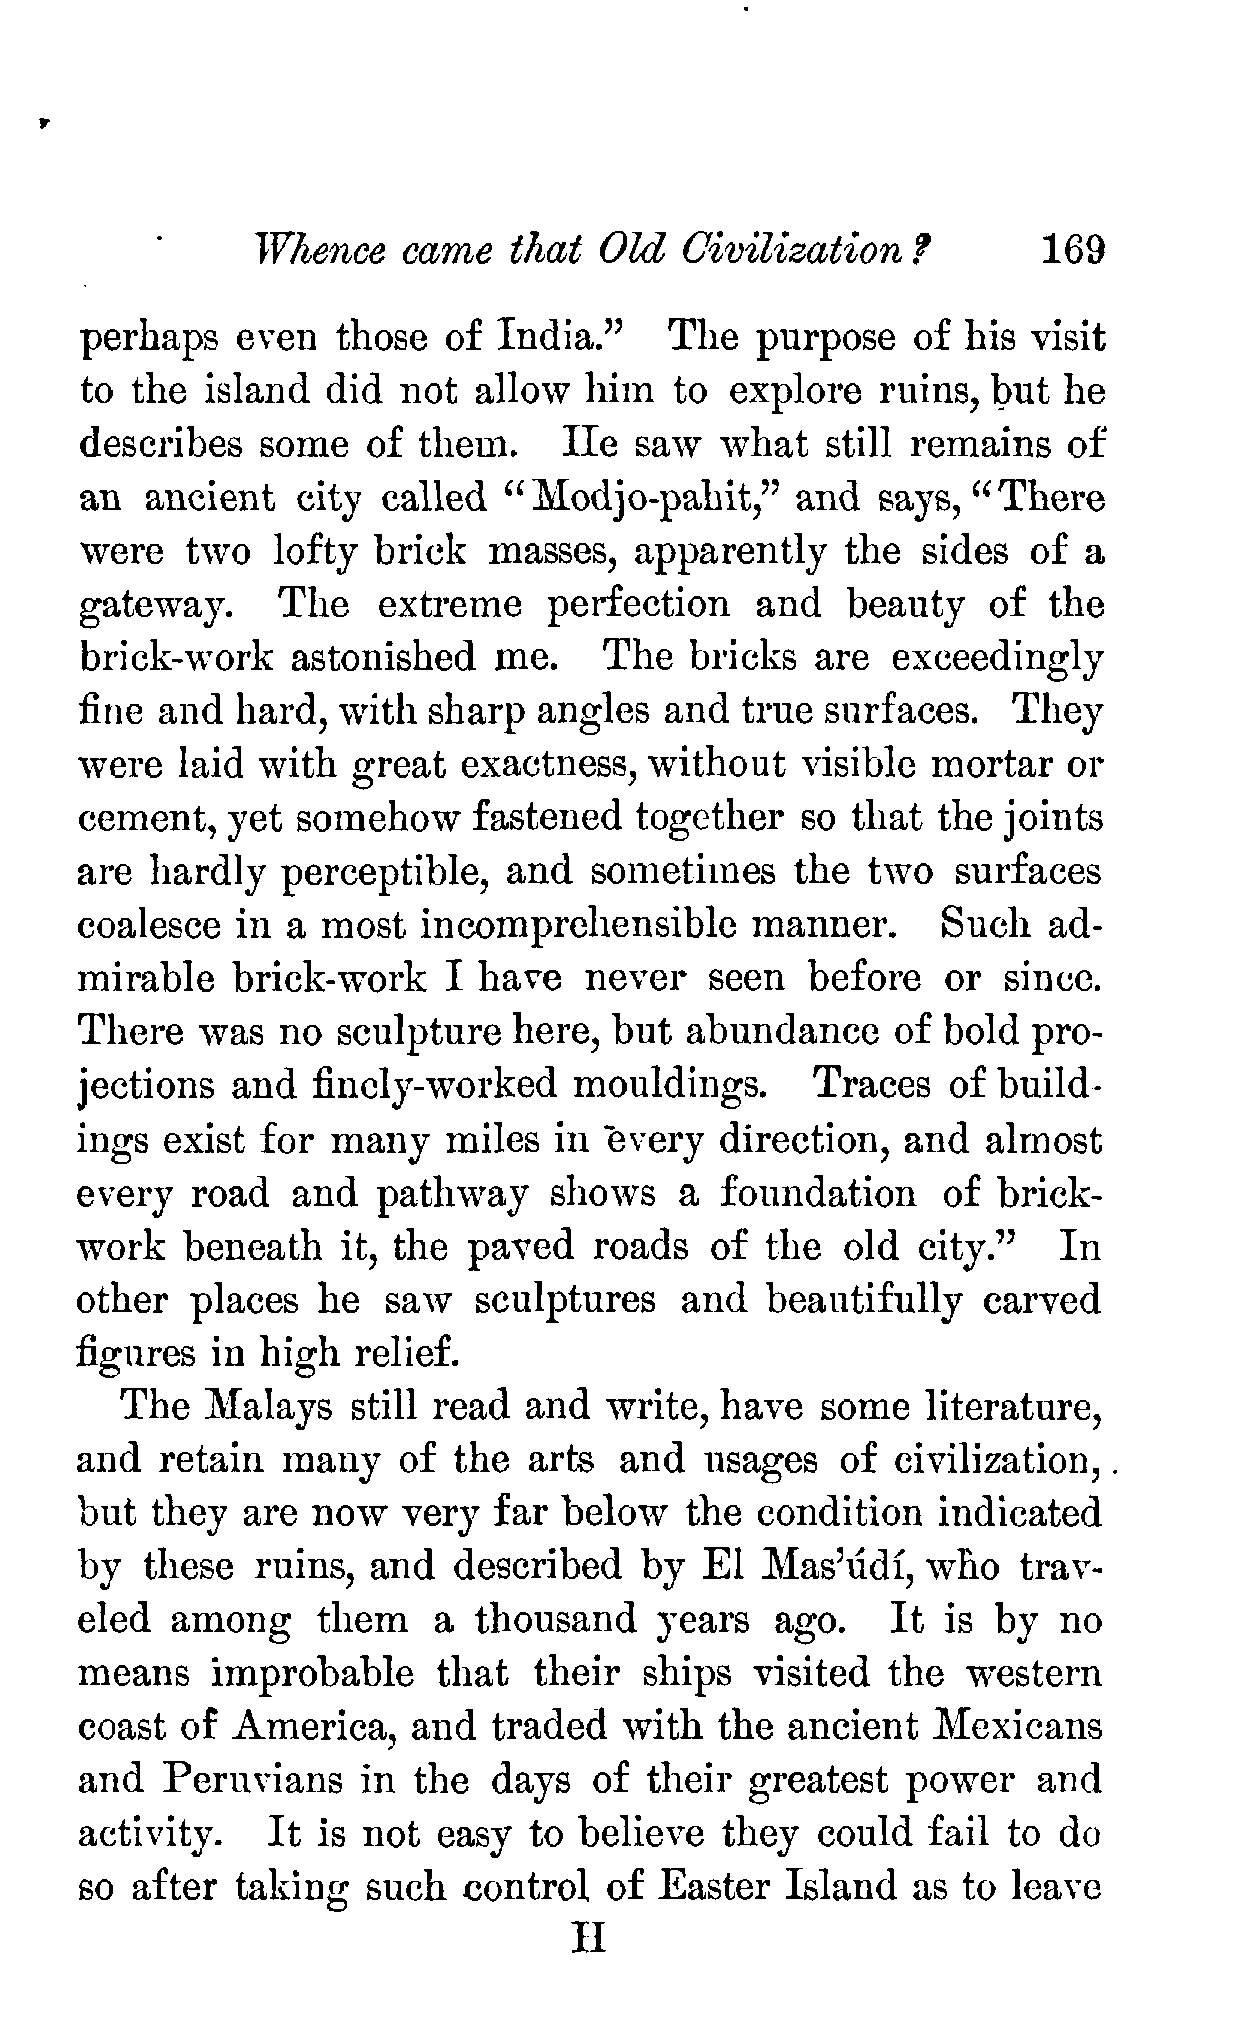 Whence came that Old Civilization? 169
perhaps even those of India.” The purpose of his visit
to the island did not allow him to explore ruins, but he
describes some of them. He saw what still remains of
an ancient city called “Modjo-pahit,” and says, “There
were two lofty brick masses, apparently the sides of a
gateway. The extreme perfection and beauty of the
brick-work astonished me. The bricks are exceedingly
fine and hard, with sharp angles and true surfaces. They
were laid with great exactness, without visible mortar or
cement, yet somehow fastened together so that the joints
are hardly perceptible, and sometimes the two surfaces
coalesce in a most incomprehensible manner. Such ad-
mirable brick-work I have never seen before or since.
There was no sculpture here, but abundance of bold pro-
jections and finely-worked mouldings. Traces of build-
ings exist for many miles in every direction, and almost
every road and pathway shows a foundation of brick-
work beneath it, the paved roads of the old city.” In
other places he saw sculptures and beautifully carved
figures in high relief.
The Malays still read and write, have some literature,
and retain many of the arts and usages of civilization,
but they are now very far below the condition indicated
by these ruins, and described by El Mas’údí, who trav-
eled among them a thousand years ago. It is by no
means improbable that their ships visited the western
coast of America, and traded with the ancient Mexicans
and Peruvians in the days of their greatest power and
activity. It is not easy to believe they could fail to do
so after taking such control of Easter Island as to leave
H